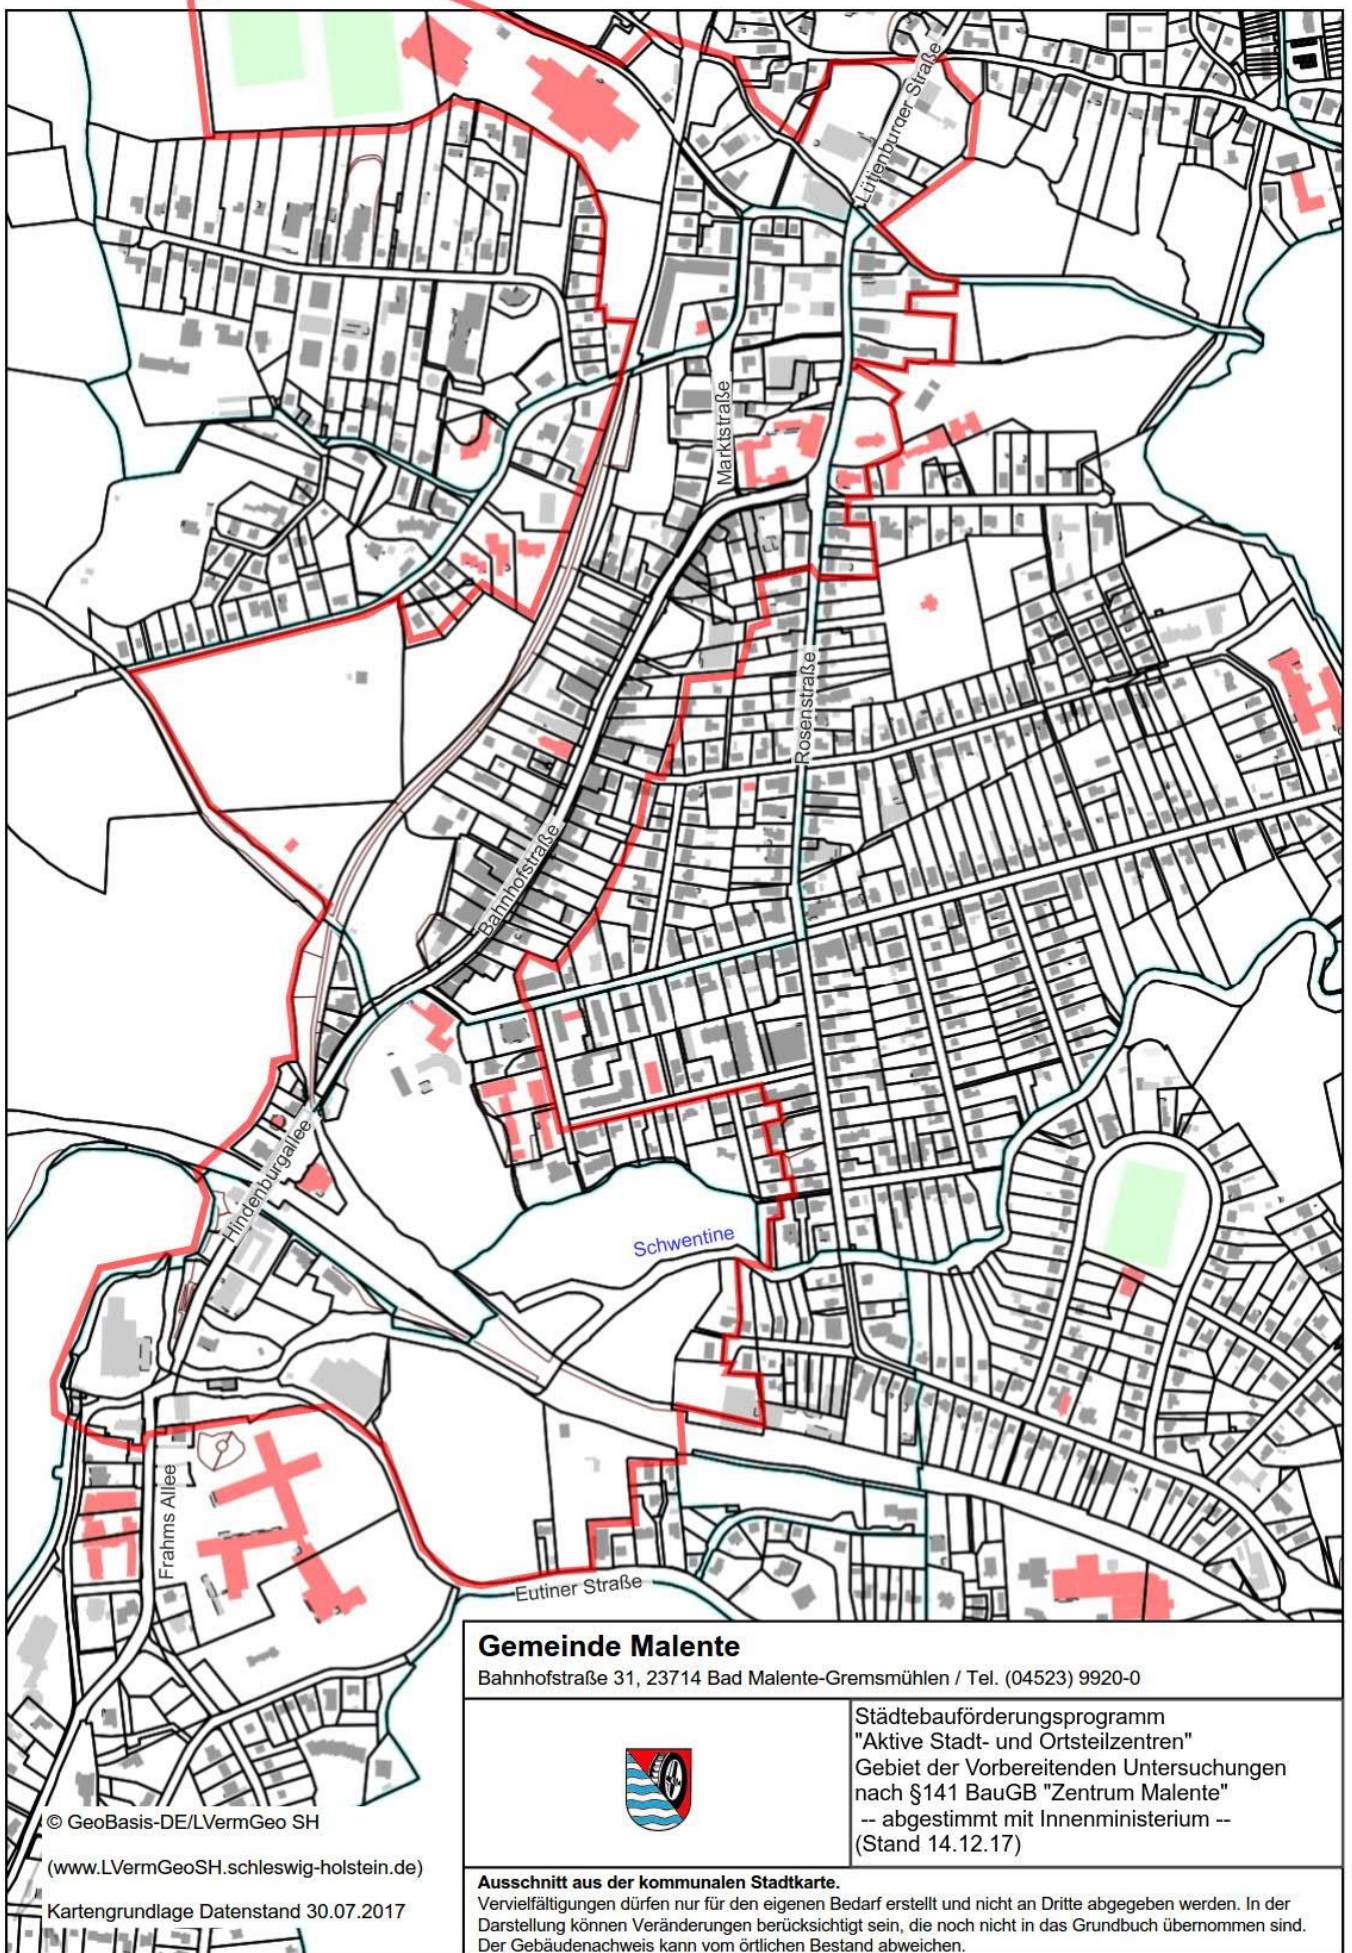 Lütjenburger Straße
Marktstraße
Rosenstraße
Bahnhofstraße
Hindenburgallee
Schwentine
Frahms Allee
Eutiner Straße
Gemeinde Malente
Bahnhofstraße 31, 23714 Bad Malente-Gremsmühlen / Tel. (04523) 9920-0
Städtebauförderungsprogramm
"Aktive Stadt- und Ortsteilzentren"
Gebiet der Vorbereitenden Untersuchungen
nach §141 BauGB "Zentrum Malente"
-- abgestimmt mit Innenministerium --
(Stand 14.12.17)
© GeoBasis-DE/LVermGeo SH
(www.LVermGeoSH.schleswig-holstein.de)
Kartengrundlage Datenstand 30.07.2017
Ausschnitt aus der kommunalen Stadtkarte.
Vervielfältigungen dürfen nur für den eigenen Bedarf erstellt und nicht an Dritte abgegeben werden. In der
Darstellung können Veränderungen berücksichtigt sein, die noch nicht in das Grundbuch übernommen sind.
Der Gebäudenachweis kann vom örtlichen Bestand abweichen.